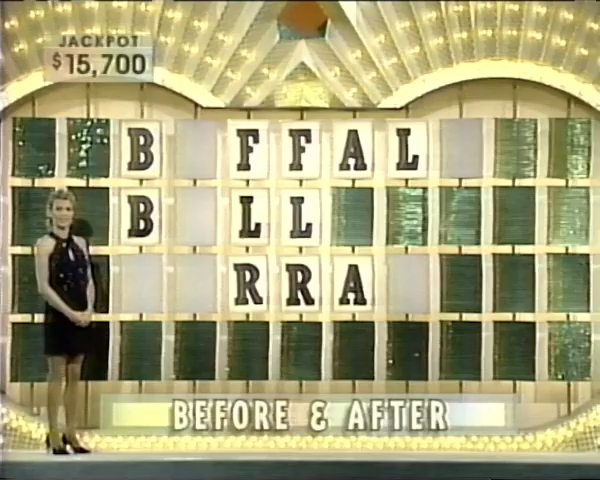 JACKPOT
$15,700
B FFAL
B LL
RRA
BEFORE & AFTER